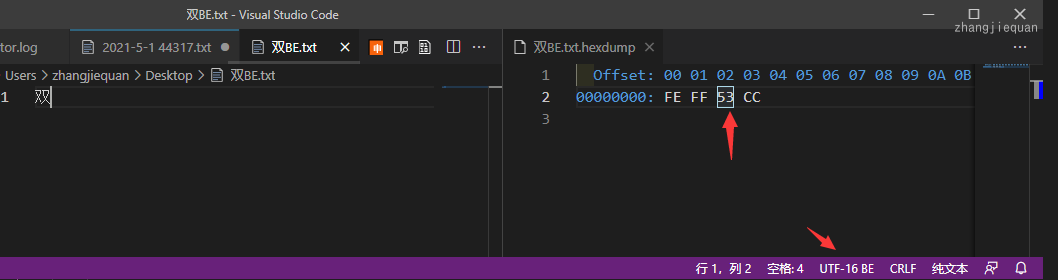 双BE.txt - Visual Studio Code
zhangjiequan
tor.log 2021-5-1 44317.txt 双BE.txt 双BE.txt.hexdump
Users > zhangjiequan > Desktop > 双BE.txt
1 双
1 Offset: 00 01 02 03 04 05 06 07 08 09 0A 0B
2 00000000: FE FF 53 CC
3
行 1，列 2 空格: 4 UTF-16 BE CRLF 纯文本